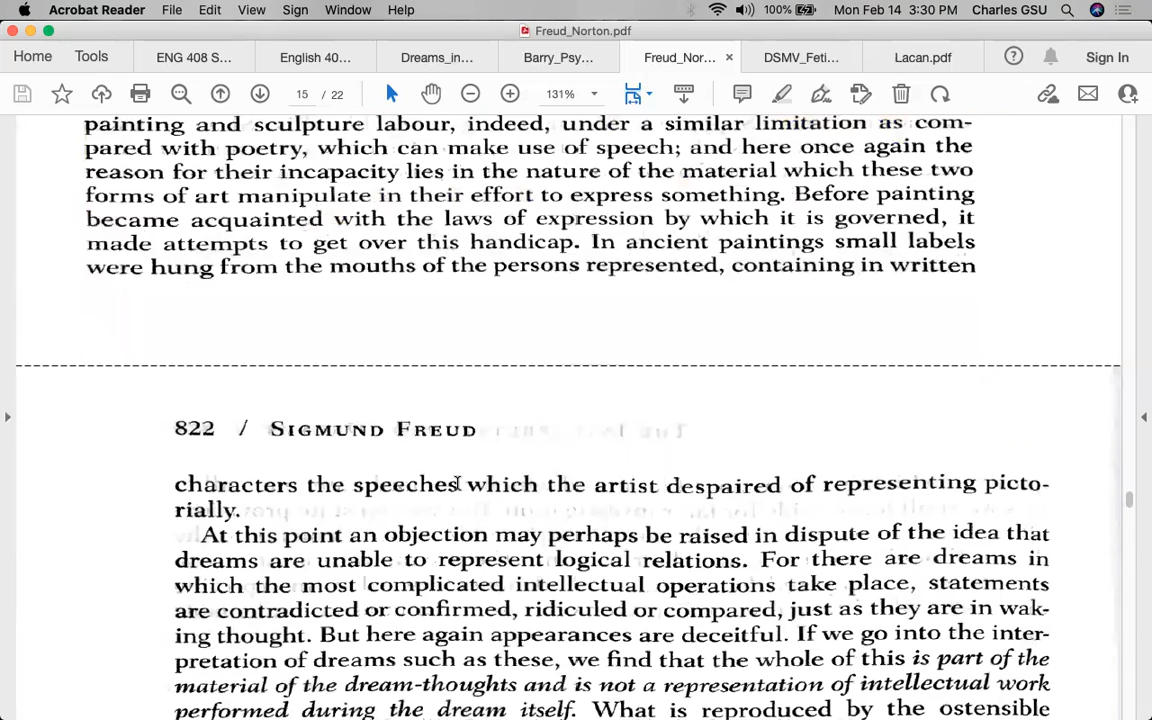 Acrobat Reader File Edit View Sign Window Help 100% Mon Feb 14 3:30 PM Charles GSU
Freud_Norton.pdf
Home Tools ENG 408 S... English 40... Dreams_in... Barry_Psy... Freud_Nor... × DSMV_Feti... Lacan.pdf Sign In
15 / 22 131%
painting and sculpture labour, indeed, under a similar limitation as com-
pared with poetry, which can make use of speech; and here once again the
reason for their incapacity lies in the nature of the material which these two
forms of art manipulate in their effort to express something. Before painting
became acquainted with the laws of expression by which it is governed, it
made attempts to get over this handicap. In ancient paintings small labels
were hung from the mouths of the persons represented, containing in written
822 / SIGMUND FREUD
characters the speeches which the artist despaired of representing picto-
rially.
At this point an objection may perhaps be raised in dispute of the idea that
dreams are unable to represent logical relations. For there are dreams in
which the most complicated intellectual operations take place, statements
are contradicted or confirmed, ridiculed or compared, just as they are in wak-
ing thought. But here again appearances are deceitful. If we go into the inter-
pretation of dreams such as these, we find that the whole of this is part of the
material of the dream-thoughts and is not a representation of intellectual work
performed during the dream itself. What is reproduced by the ostensible